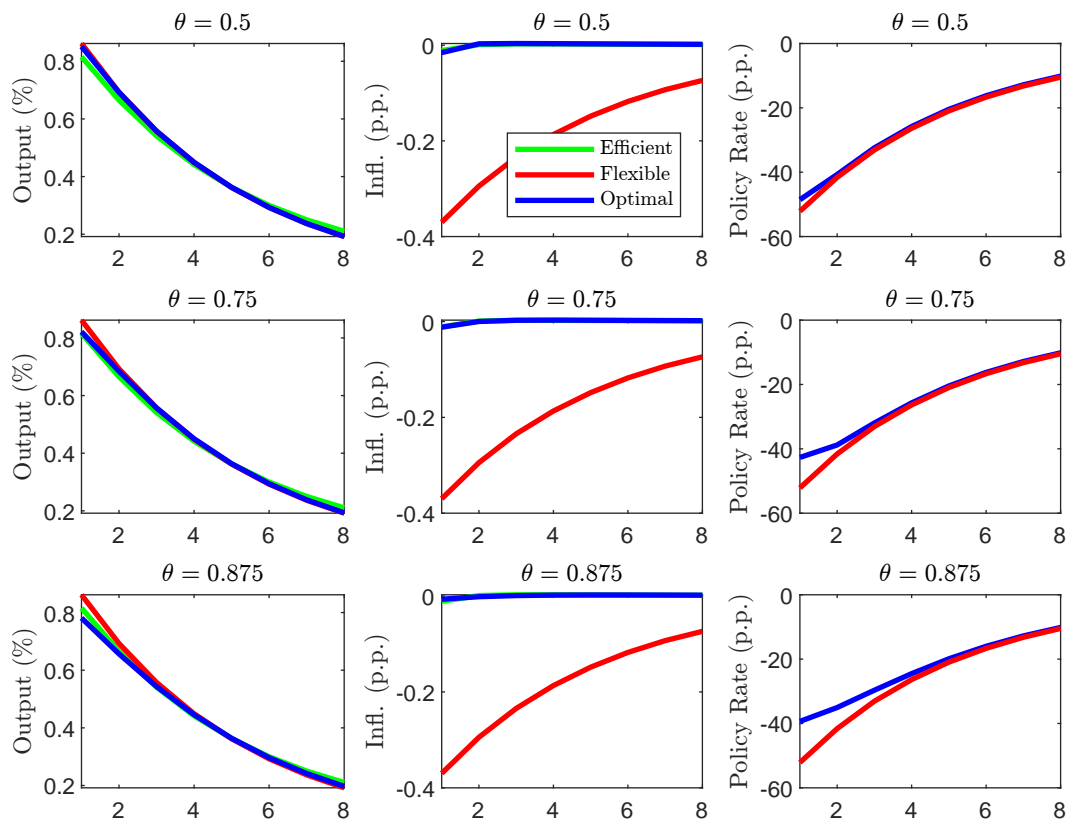 θ = 0.5
θ = 0.5
θ = 0.5
Output (%)
0.8
0.6
0.4
0.2
2 4 6 8
Infl. (p.p.)
0
-0.2
-0.4
2 4 6 8
Efficient
Flexible
Optimal
Policy Rate (p.p.)
0
-20
-40
-60
2 4 6 8
θ = 0.75
θ = 0.75
θ = 0.75
Output (%)
0.8
0.6
0.4
0.2
2 4 6 8
Infl. (p.p.)
0
-0.2
-0.4
2 4 6 8
Policy Rate (p.p.)
0
-20
-40
-60
2 4 6 8
θ = 0.875
θ = 0.875
θ = 0.875
Output (%)
0.8
0.6
0.4
0.2
2 4 6 8
Infl. (p.p.)
0
-0.2
-0.4
2 4 6 8
Policy Rate (p.p.)
0
-20
-40
-60
2 4 6 8